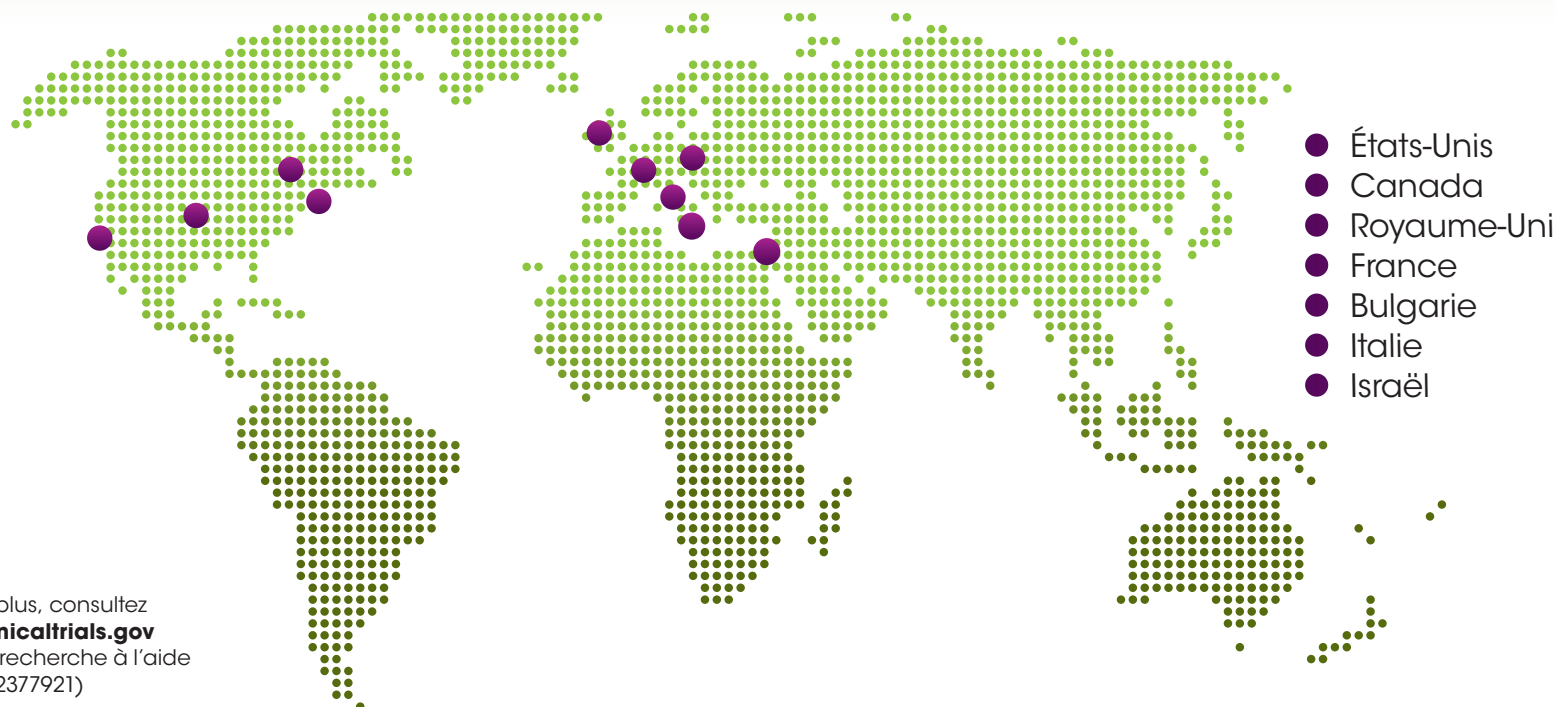 États-Unis
Canada
Royaume-Uni
France
Bulgarie
Italie
Israël
plus, consultez
nicaltrials.gov
recherche à l'aide
2377921)